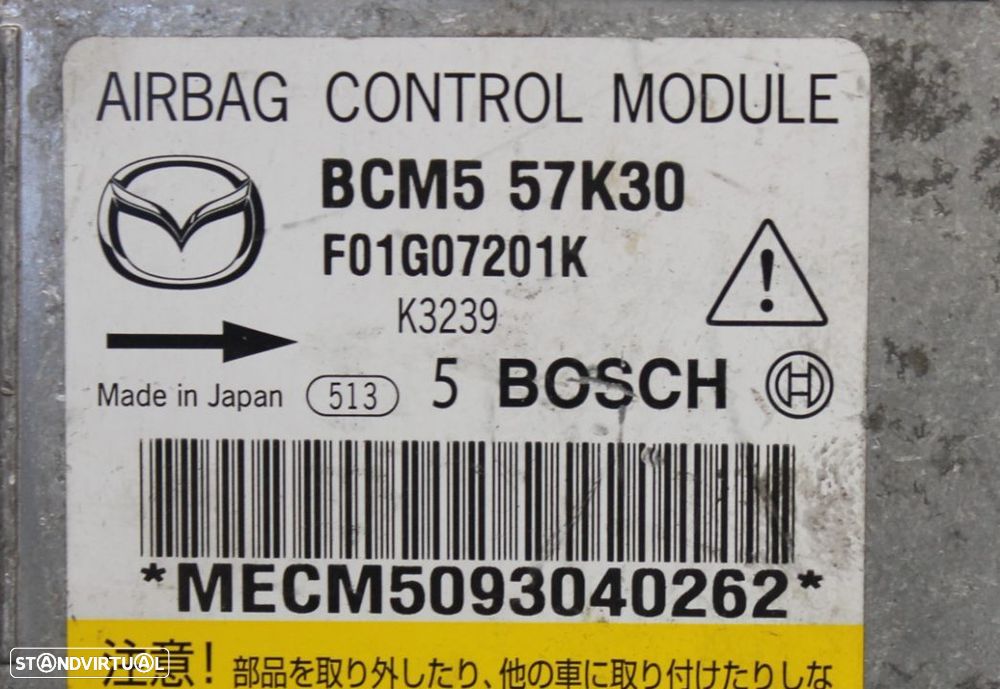 AIRBAG CONTROL MODULE
BCM5 57K30
F01G07201K
K3239
Made in Japan 513 5 BOSCH
*MECM5093040262*
注意! 部品を取り外したり、他の車に取り付けたりしな
STANDVIRTUAL